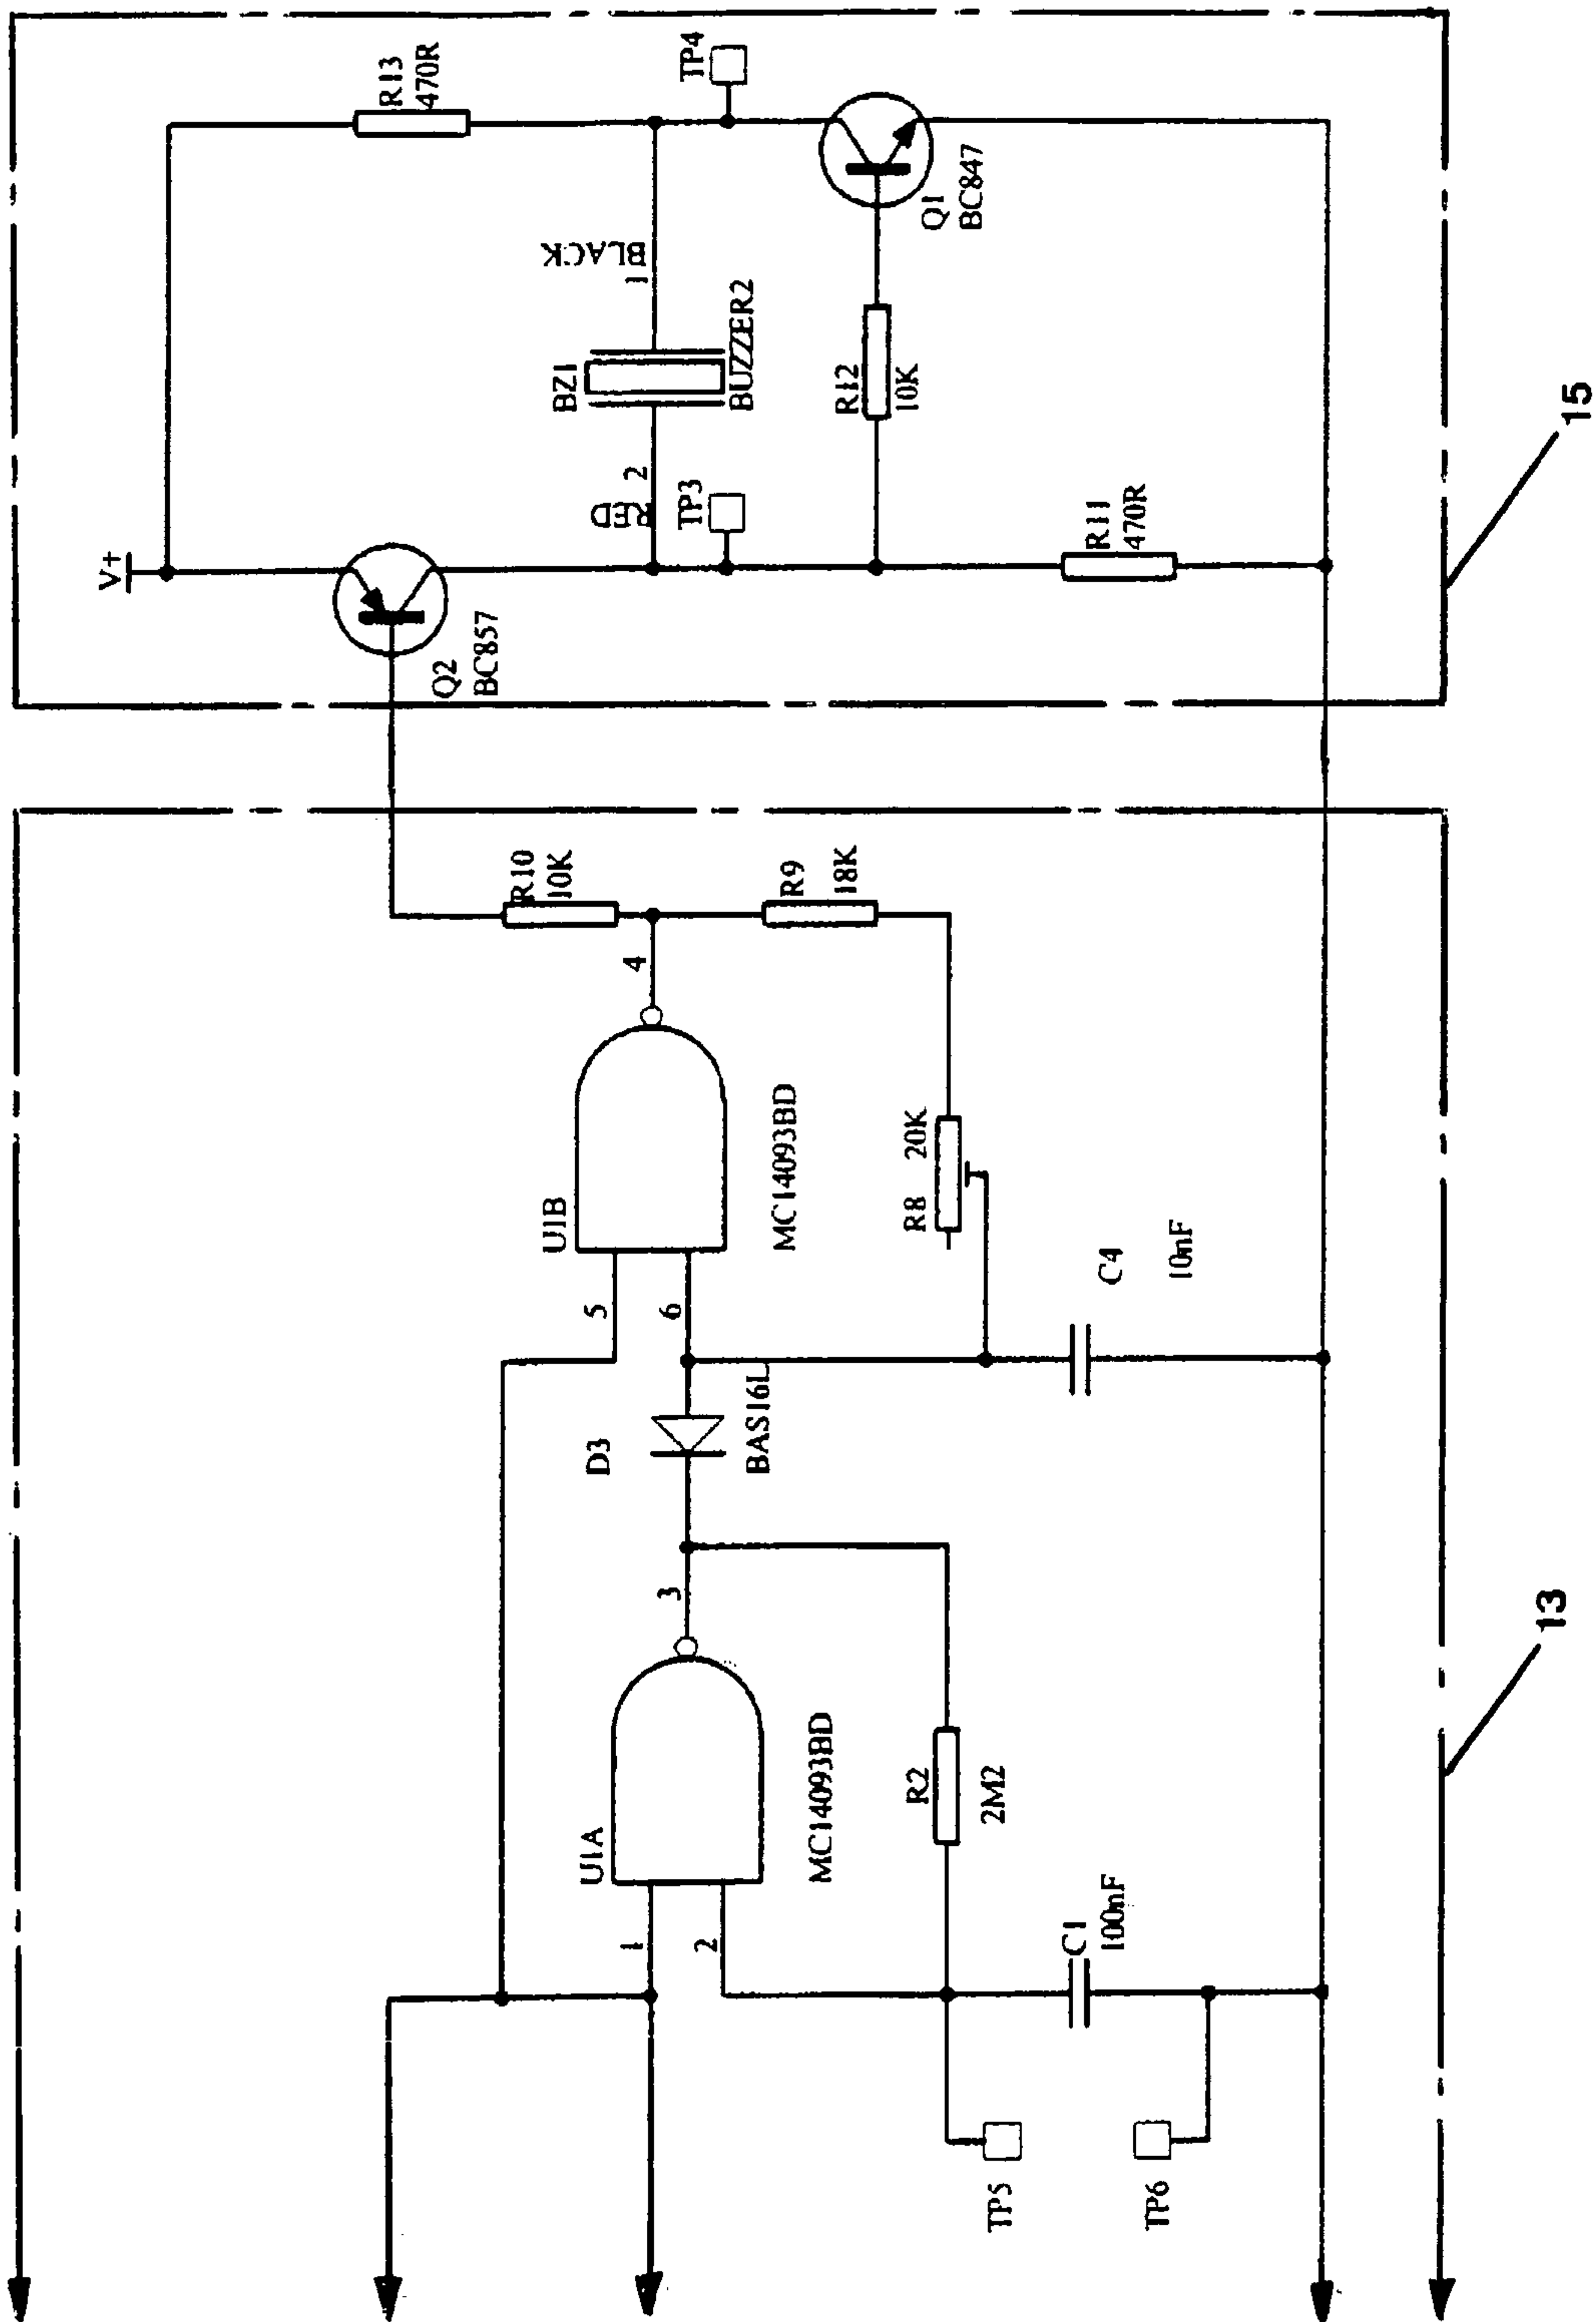 V+
R13
470R
TP4
Q2
BC857
BLACK
1
BZ1
BUZZER2
2
RED
TP3
Q1
BC847
R12
10K
R11
470R
15
R10
10K
R9
18K
4
U1B
MC14093BD
5
6
R8 20K
C4
10nF
D3
BAS16L
3
U1A
MC14093BD
1
2
R2
2M2
C1
100nF
TP5
TP6
13